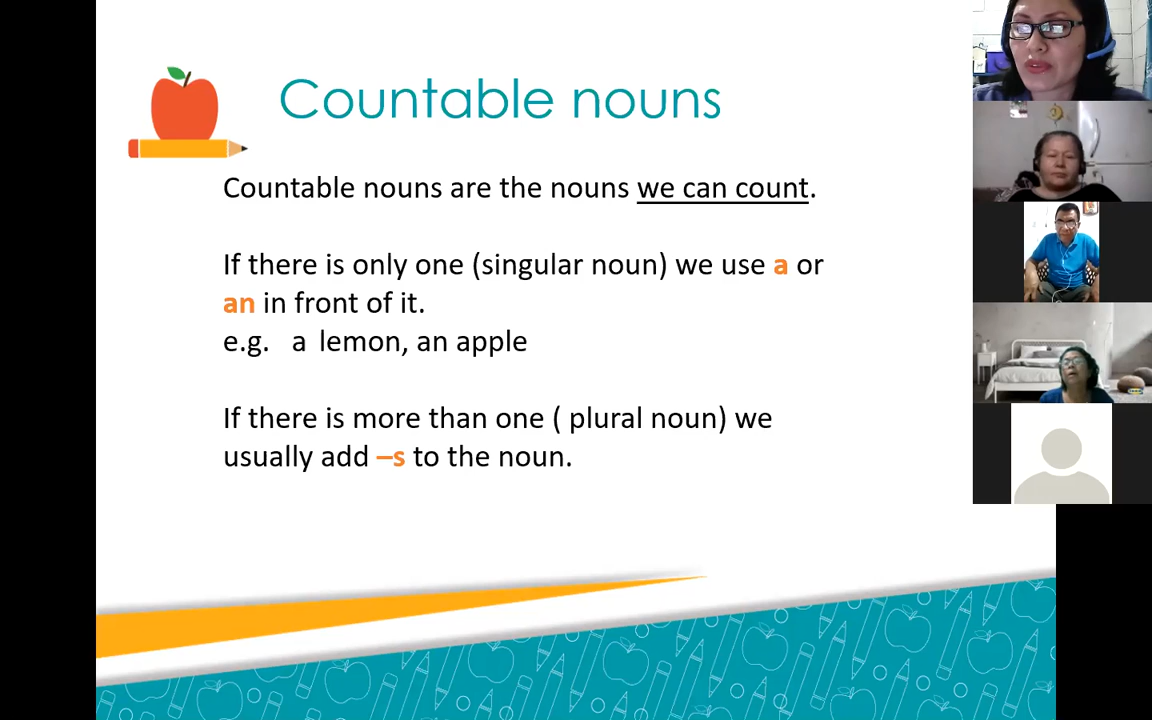 Countable nouns
Countable nouns are the nouns we can count.
If there is only one (singular noun) we use a or
an in front of it.
e.g. a lemon, an apple
If there is more than one ( plural noun) we
usually add –s to the noun.